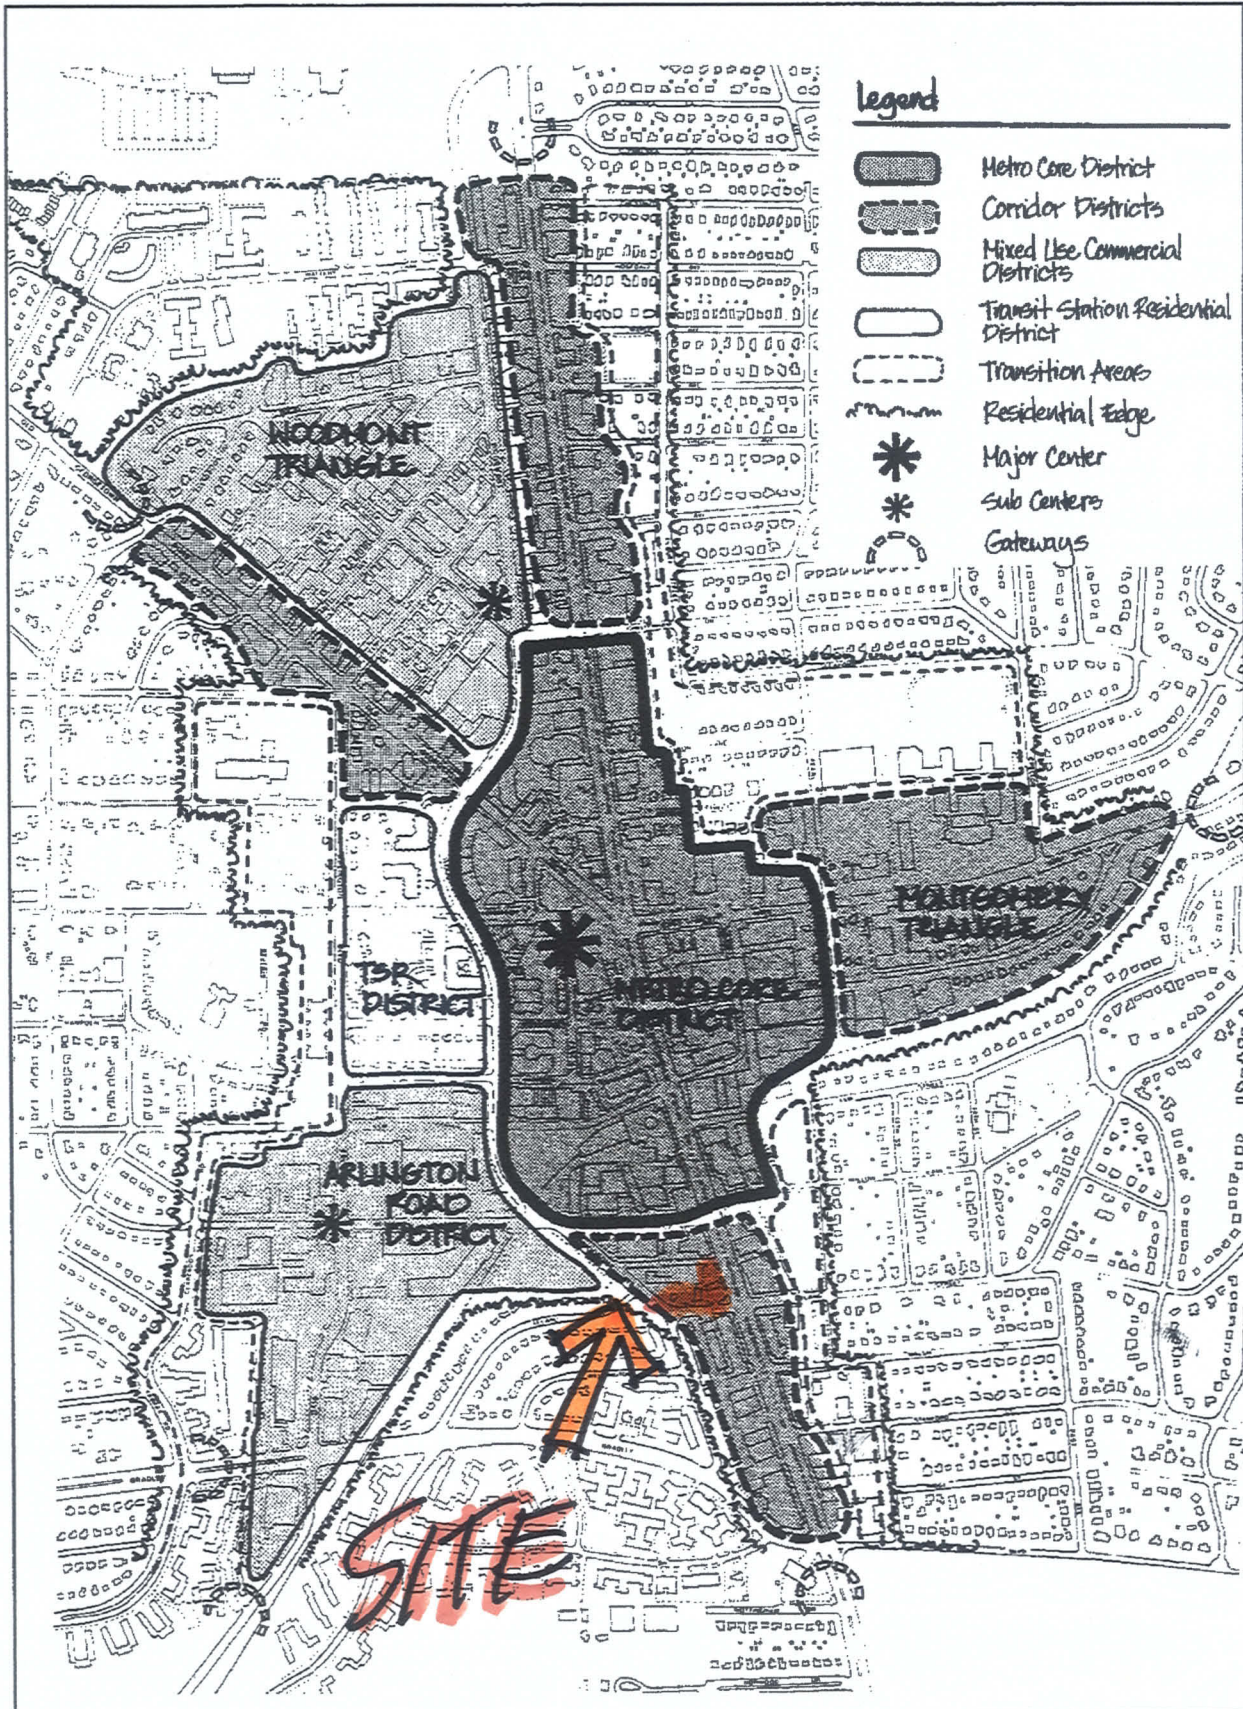 Legend
Metro Core District
Corridor Districts
Mixed Use Commercial
Districts
Transit Station Residential
District
Transition Areas
Residential Edge
Major Center
Sub Centers
Gateways
WOODMONT
TRIANGLE
MONTGOMERY
TRIANGLE
TSR
DISTRICT
METRO CORE
DISTRICT
ARLINGTON
ROAD
DISTRICT
BRADLEY
SITE